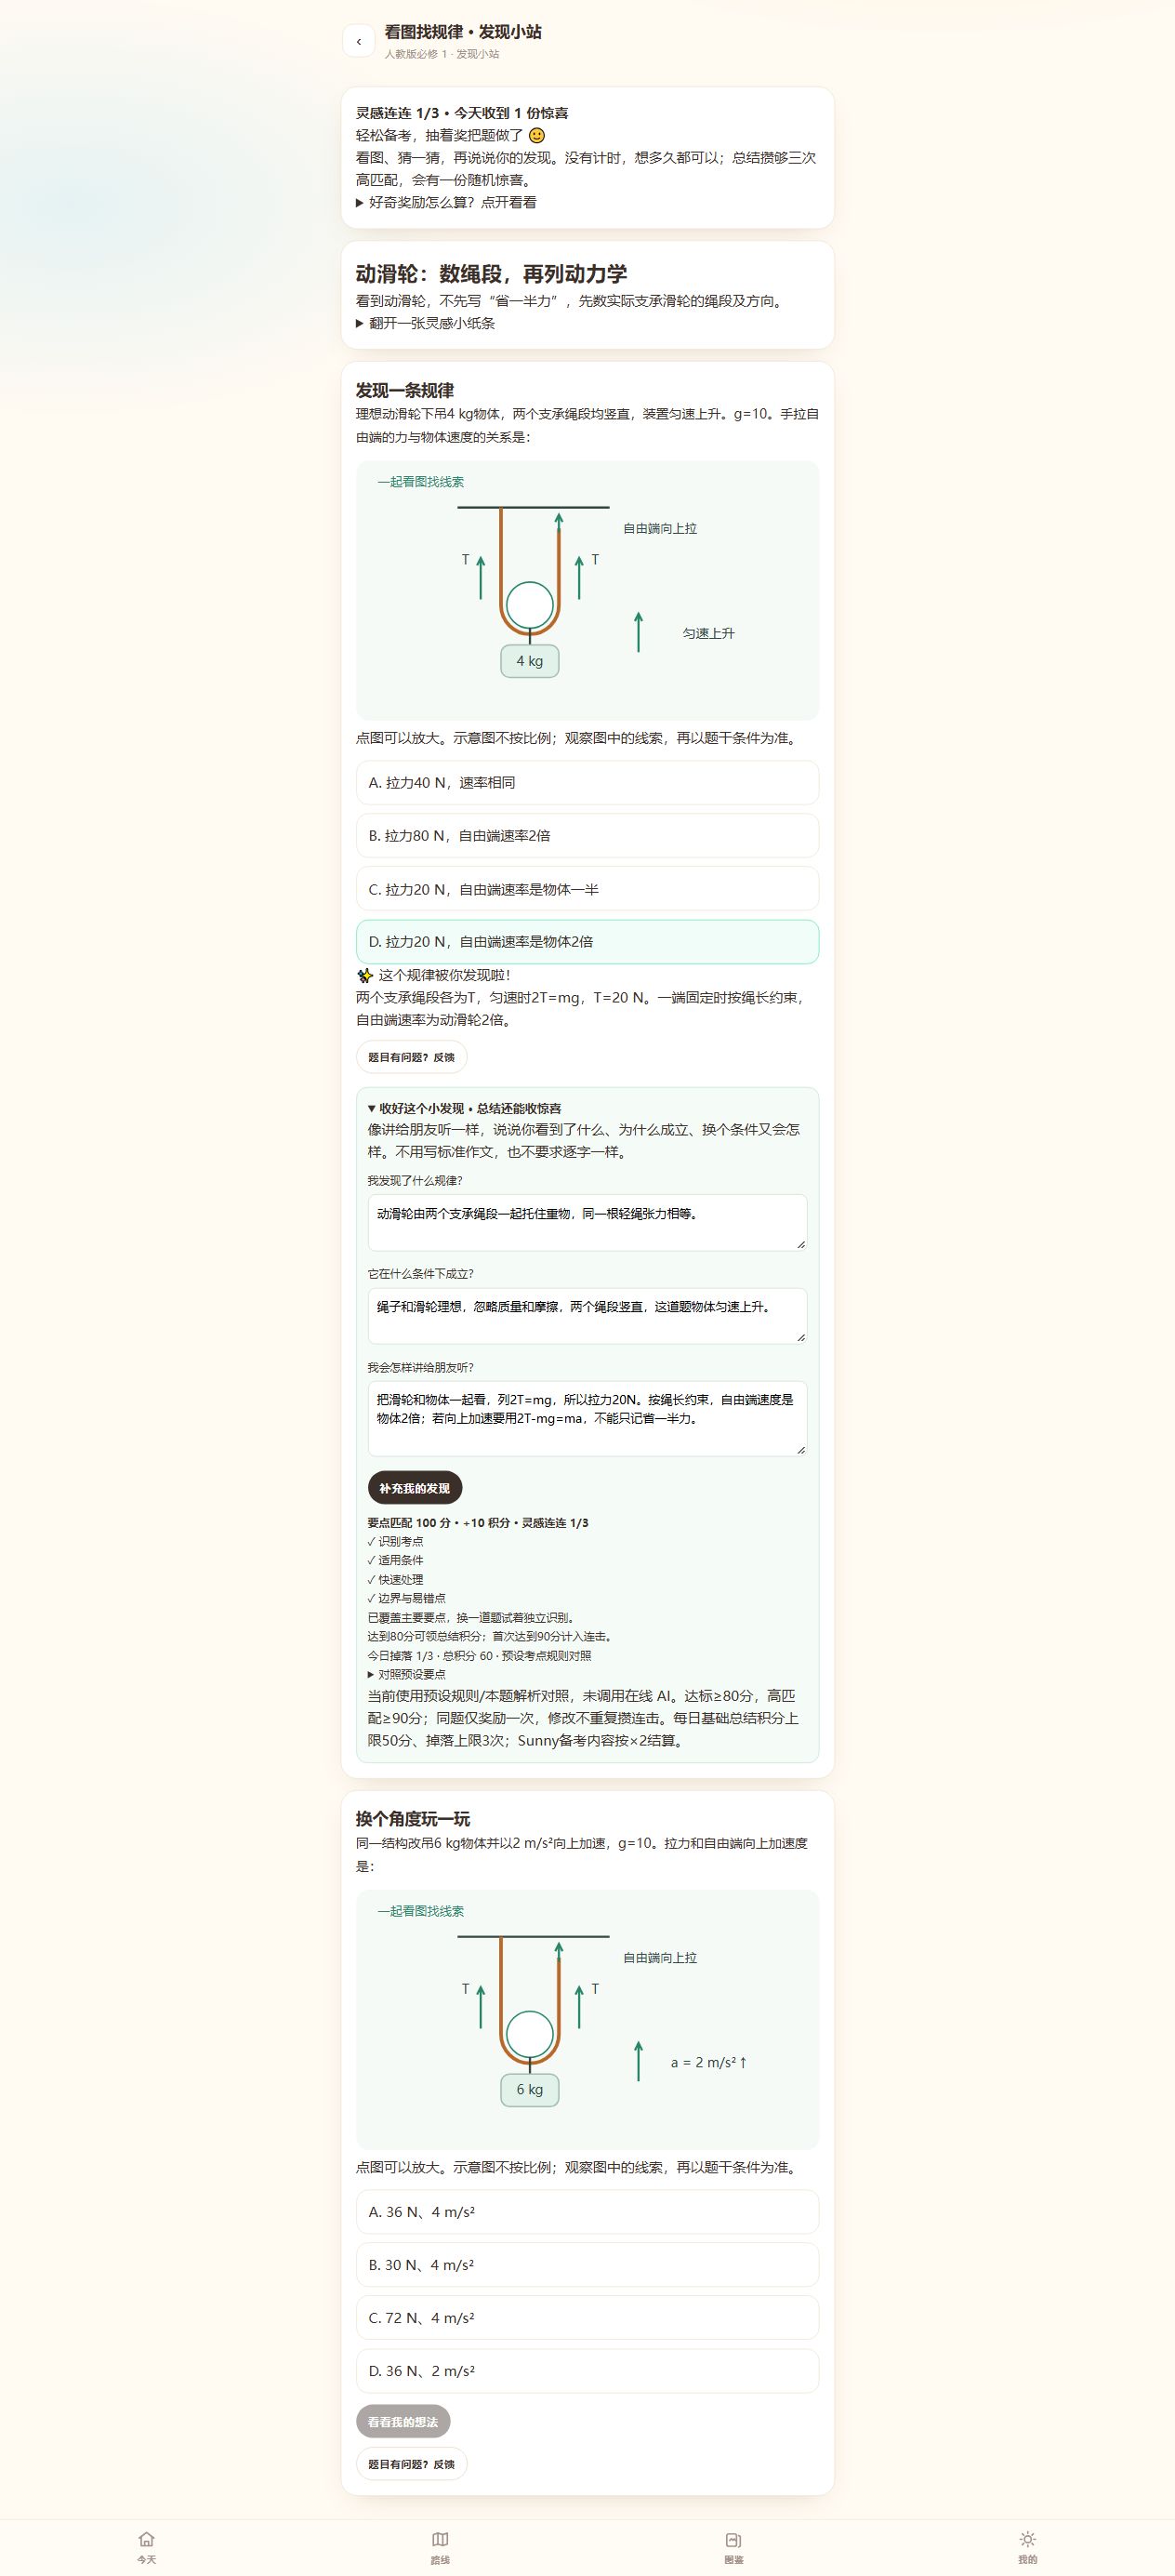 ‹
看图找规律 • 发现小站
人教版必修 1 · 发现小站
灵感连连 1/3 • 今天收到 1 份惊喜
轻松备考，抽着奖把题做了 🙂
看图、猜一猜，再说说你的发现。没有计时，想多久都可以；总结攒够三次
高匹配，会有一份随机惊喜。
▶ 好奇奖励怎么算？点开看看
动滑轮：数绳段，再列动力学
看到动滑轮，不先写“省一半力”，先数实际支承滑轮的绳段及方向。
▶ 翻开一张灵感小纸条
发现一条规律
理想动滑轮下吊4 kg物体，两个支承绳段均竖直，装置匀速上升。g=10。手拉自
由端的力与物体速度的关系是：
一起看图找线索
自由端向上拉
T T
匀速上升
4 kg
点图可以放大。示意图不按比例；观察图中的线索，再以题干条件为准。
A. 拉力40 N，速率相同
B. 拉力80 N，自由端速率2倍
C. 拉力20 N，自由端速率是物体一半
D. 拉力20 N，自由端速率是物体2倍
✨ 这个规律被你发现啦！
两个支承绳段各为T，匀速时2T=mg，T=20 N。一端固定时按绳长约束，
自由端速率为动滑轮2倍。
题目有问题？反馈
▼ 收好这个小发现 • 总结还能收惊喜
像讲给朋友听一样，说说你看到了什么、为什么成立、换个条件又会怎
样。不用写标准作文，也不要求逐字一样。
我发现了什么规律？
动滑轮由两个支承绳段一起托住重物，同一根轻绳张力相等。
它在什么条件下成立？
绳子和滑轮理想，忽略质量和摩擦，两个绳段竖直，这道题物体匀速上升。
我会怎样讲给朋友听？
把滑轮和物体一起看，列2T=mg，所以拉力20N。按绳长约束，自由端速度是
物体2倍；若向上加速要用2T-mg=ma，不能只记省一半力。
补充我的发现
要点匹配 100 分 • +10 积分 • 灵感连连 1/3
✓ 识别考点
✓ 适用条件
✓ 快速处理
✓ 边界与易错点
已覆盖主要要点，换一道题试着独立识别。
达到80分可领总结积分；首次达到90分计入连击。
今日掉落 1/3 · 总积分 60 · 预设考点规则对照
▶ 对照预设要点
当前使用预设规则/本题解析对照，未调用在线 AI。达标≥80分，高匹
配≥90分；同题仅奖励一次，修改不重复攒连击。每日基础总结积分上
限50分、掉落上限3次；Sunny备考内容按×2结算。
换个角度玩一玩
同一结构改吊6 kg物体并以2 m/s²向上加速，g=10。拉力和自由端向上加速度
是：
一起看图找线索
自由端向上拉
T T
a = 2 m/s² ↑
6 kg
点图可以放大。示意图不按比例；观察图中的线索，再以题干条件为准。
A. 36 N、4 m/s²
B. 30 N、4 m/s²
C. 72 N、4 m/s²
D. 36 N、2 m/s²
看看我的想法
题目有问题？反馈
今天 路线 图鉴 我的